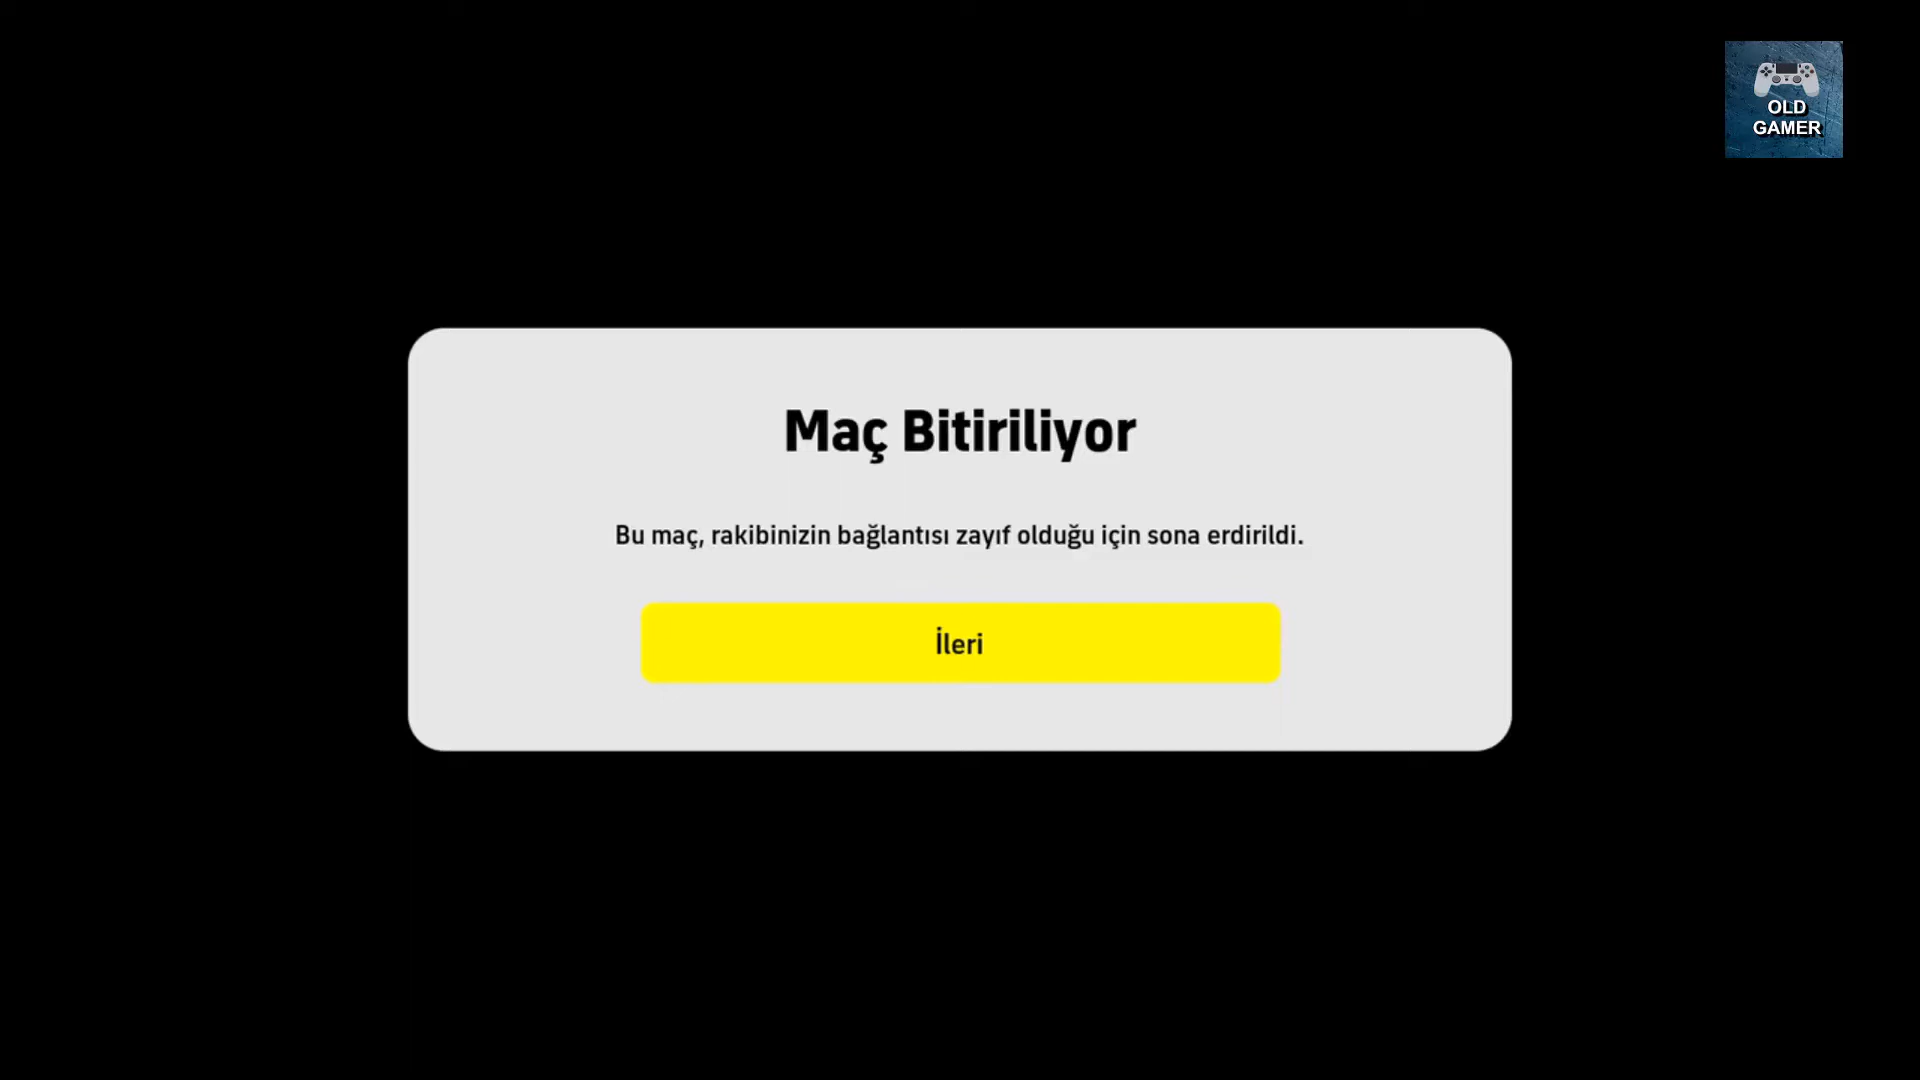 OLD
GAMER
Maç Bitiriliyor
Bu maç, rakibinizin bağlantısı zayıf olduğu için sona erdirildi.
İleri